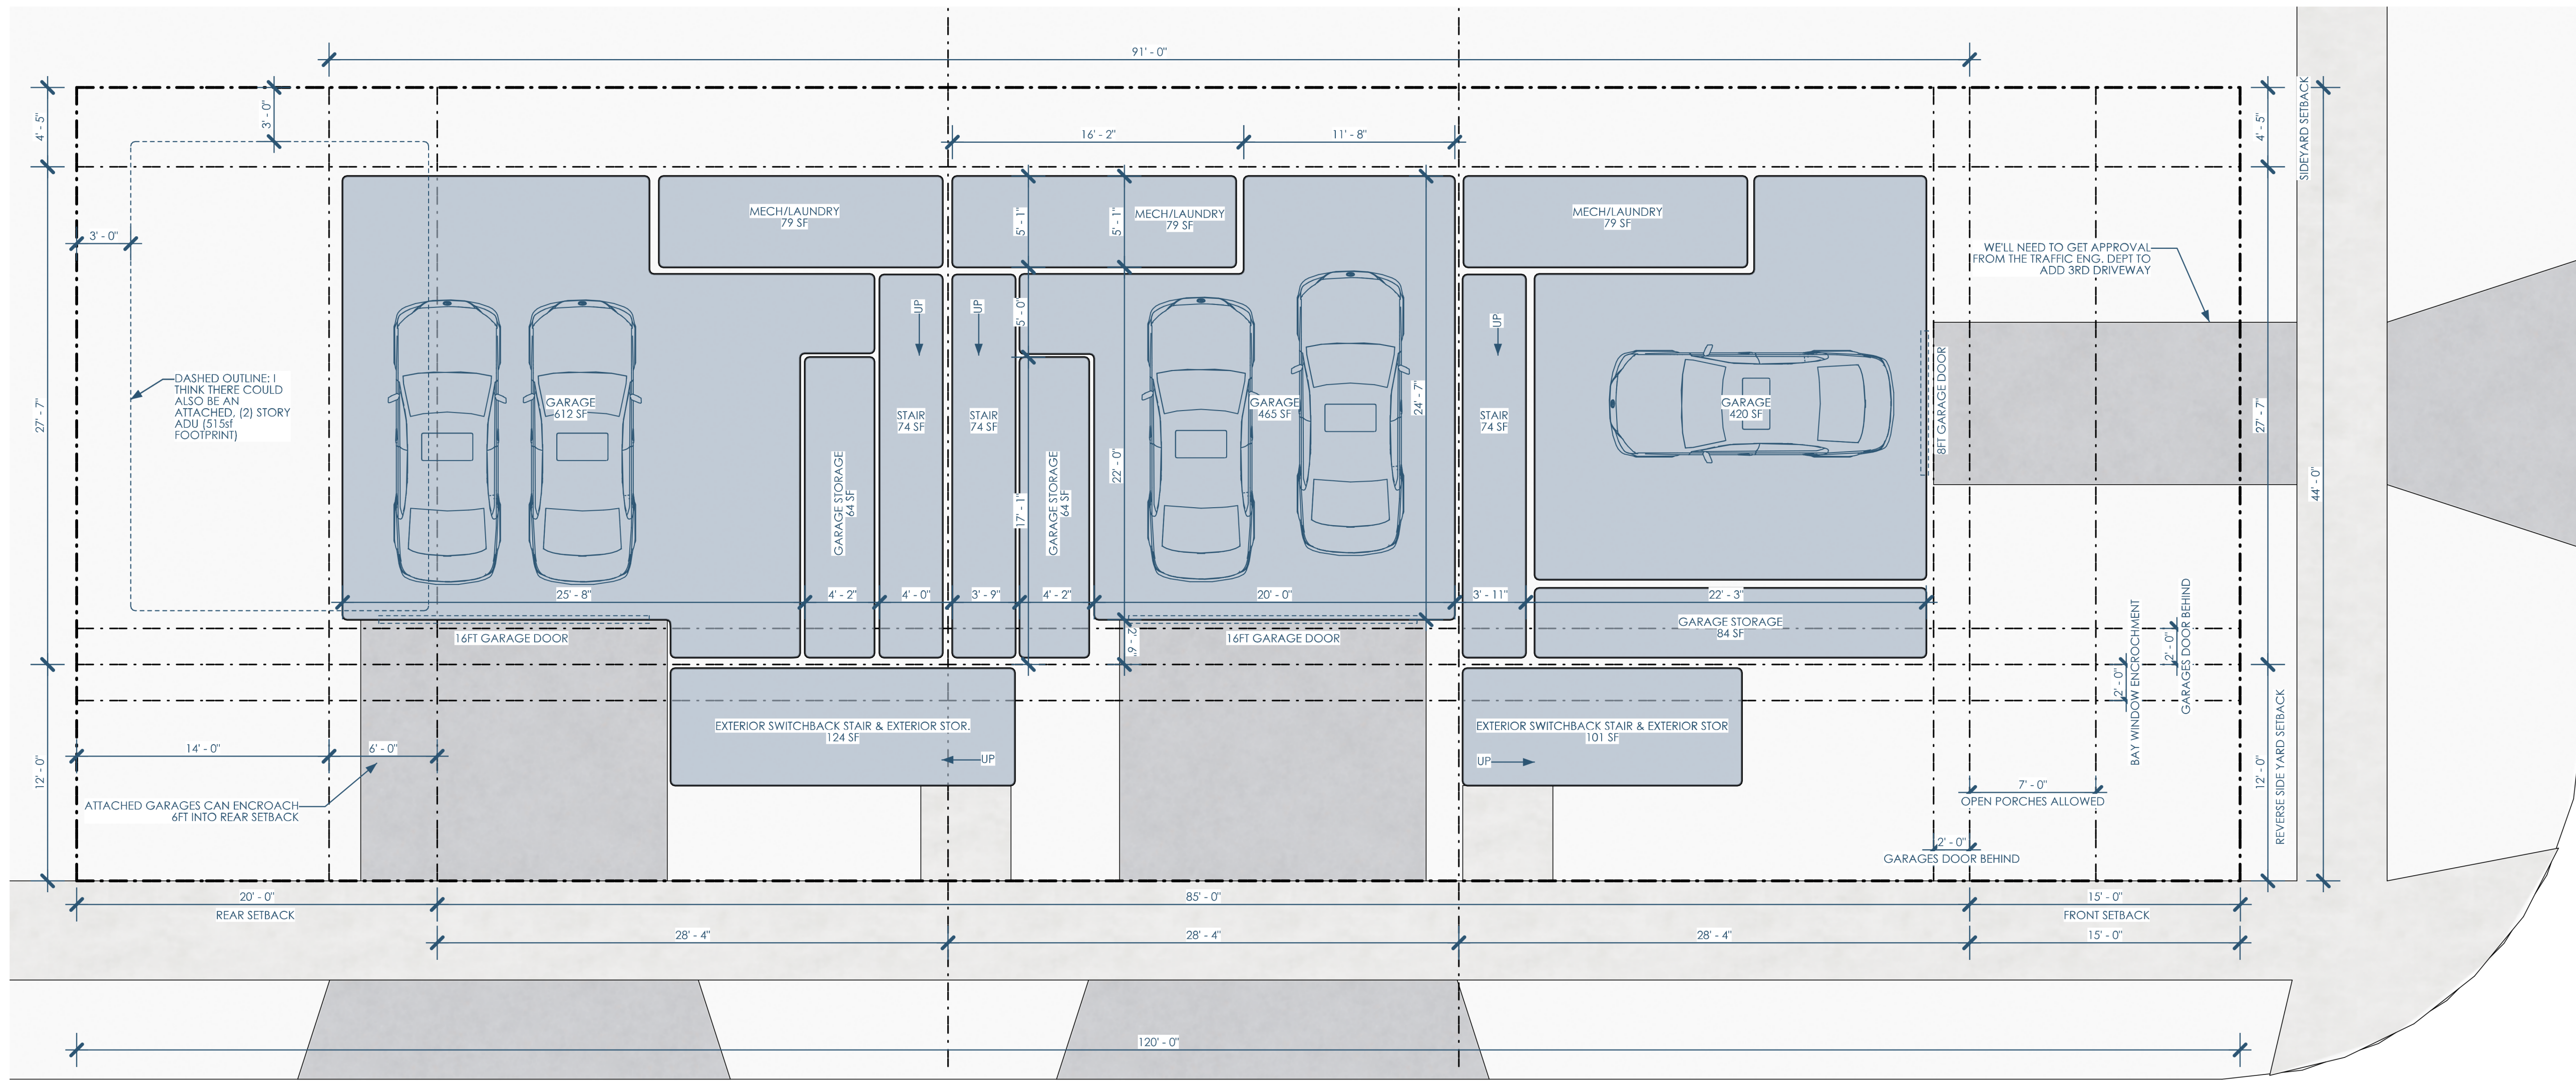 91' - 0"
4' - 5"
3' - 0"
16' - 2"
11' - 8"
4' - 5"
SIDEYARD SETBACK
3' - 0"
MECH/LAUNDRY
79 SF
5' - 1"
5' - 1"
MECH/LAUNDRY
79 SF
MECH/LAUNDRY
79 SF
WE'LL NEED TO GET APPROVAL
FROM THE TRAFFIC ENG. DEPT TO
ADD 3RD DRIVEWAY
UP
UP
5' - 0"
UP
DASHED OUTLINE: I
THINK THERE COULD
ALSO BE AN
ATTACHED, (2) STORY
ADU (515sf
FOOTPRINT)
27' - 7"
GARAGE
612 SF
STAIR
74 SF
STAIR
74 SF
GARAGE
465 SF
24' - 7"
STAIR
74 SF
GARAGE
420 SF
8FT GARAGE DOOR
27' - 7"
44' - 0"
GARAGE STORAGE
64 SF
17' - 1"
GARAGE STORAGE
64 SF
22' - 0"
25' - 8"
4' - 2"
4' - 0"
3' - 9"
4' - 2"
20' - 0"
3' - 11"
22' - 3"
16FT GARAGE DOOR
2' - 6"
16FT GARAGE DOOR
GARAGE STORAGE
84 SF
2' - 0"
BAY WINDOW ENCROCHMENT
2' - 0"
GARAGES DOOR BEHIND
EXTERIOR SWITCHBACK STAIR & EXTERIOR STOR.
124 SF
UP
EXTERIOR SWITCHBACK STAIR & EXTERIOR STOR
101 SF
UP
14' - 0"
6' - 0"
12' - 0"
ATTACHED GARAGES CAN ENCROACH
6FT INTO REAR SETBACK
7' - 0"
OPEN PORCHES ALLOWED
12' - 0"
REVERSE SIDE YARD SETBACK
2' - 0"
GARAGES DOOR BEHIND
20' - 0"
REAR SETBACK
85' - 0"
15' - 0"
FRONT SETBACK
28' - 4"
28' - 4"
28' - 4"
15' - 0"
120' - 0"